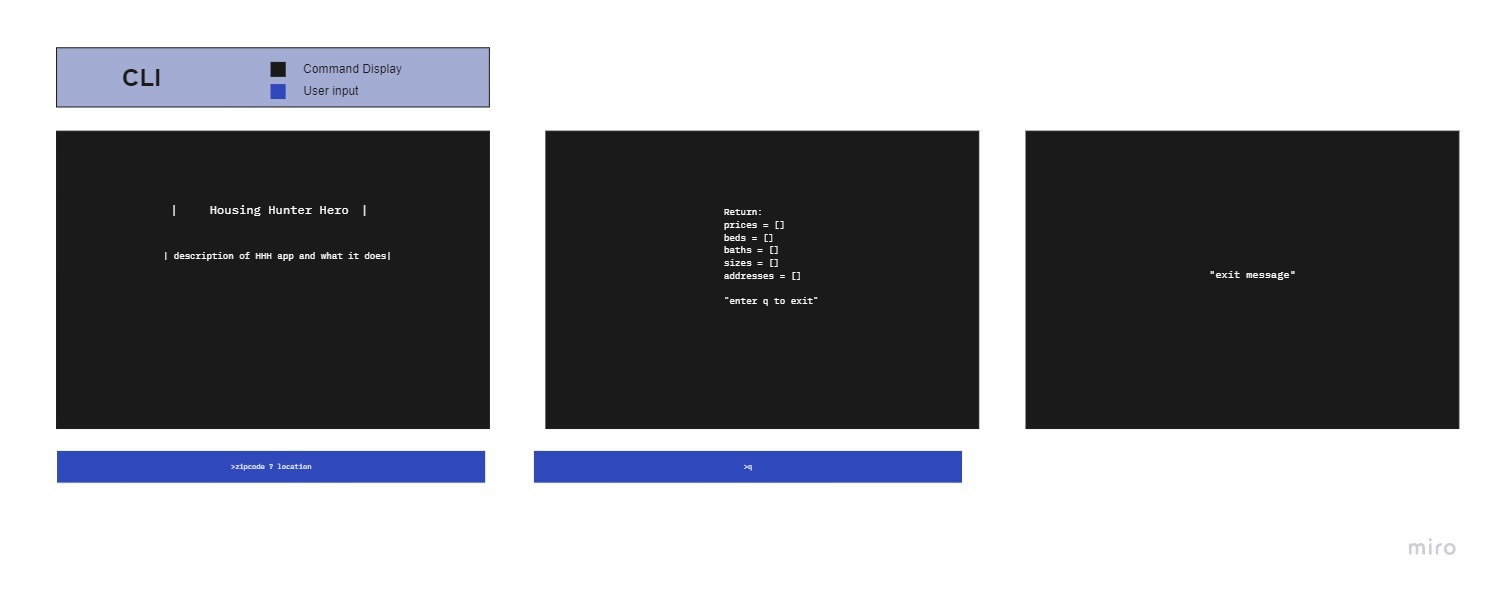 CLI
Command Display
User input
| Housing Hunter Hero |
| description of HHH app and what it does|
>zipcode ? location
Return:
prices = []
beds = []
baths = []
sizes = []
addresses = []
"enter q to exit"
>q
"exit message"
miro